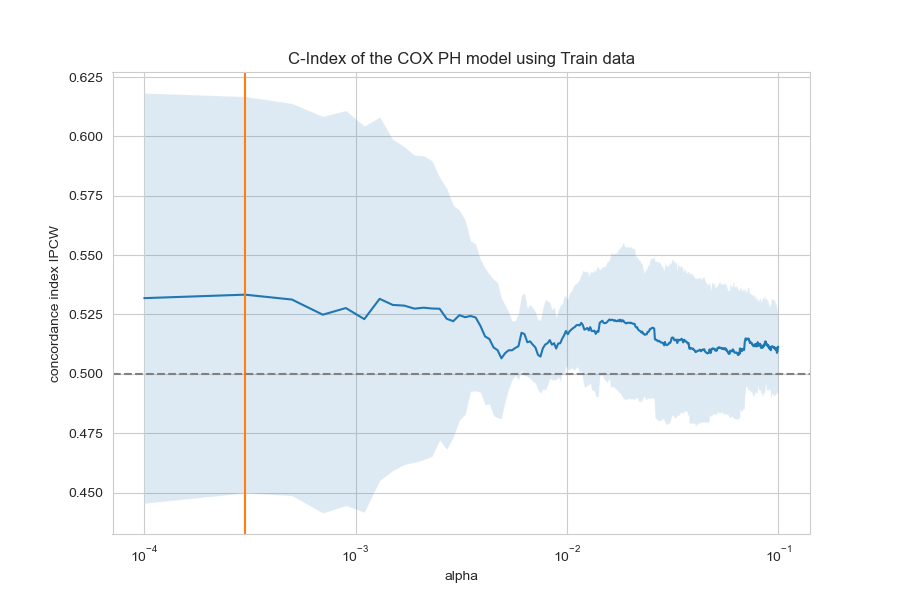 C-Index of the COX PH model using Train data
concordance index IPCW
0.625
0.600
0.575
0.550
0.525
0.500
0.475
0.450
10⁻⁴ 10⁻³ 10⁻² 10⁻¹
alpha